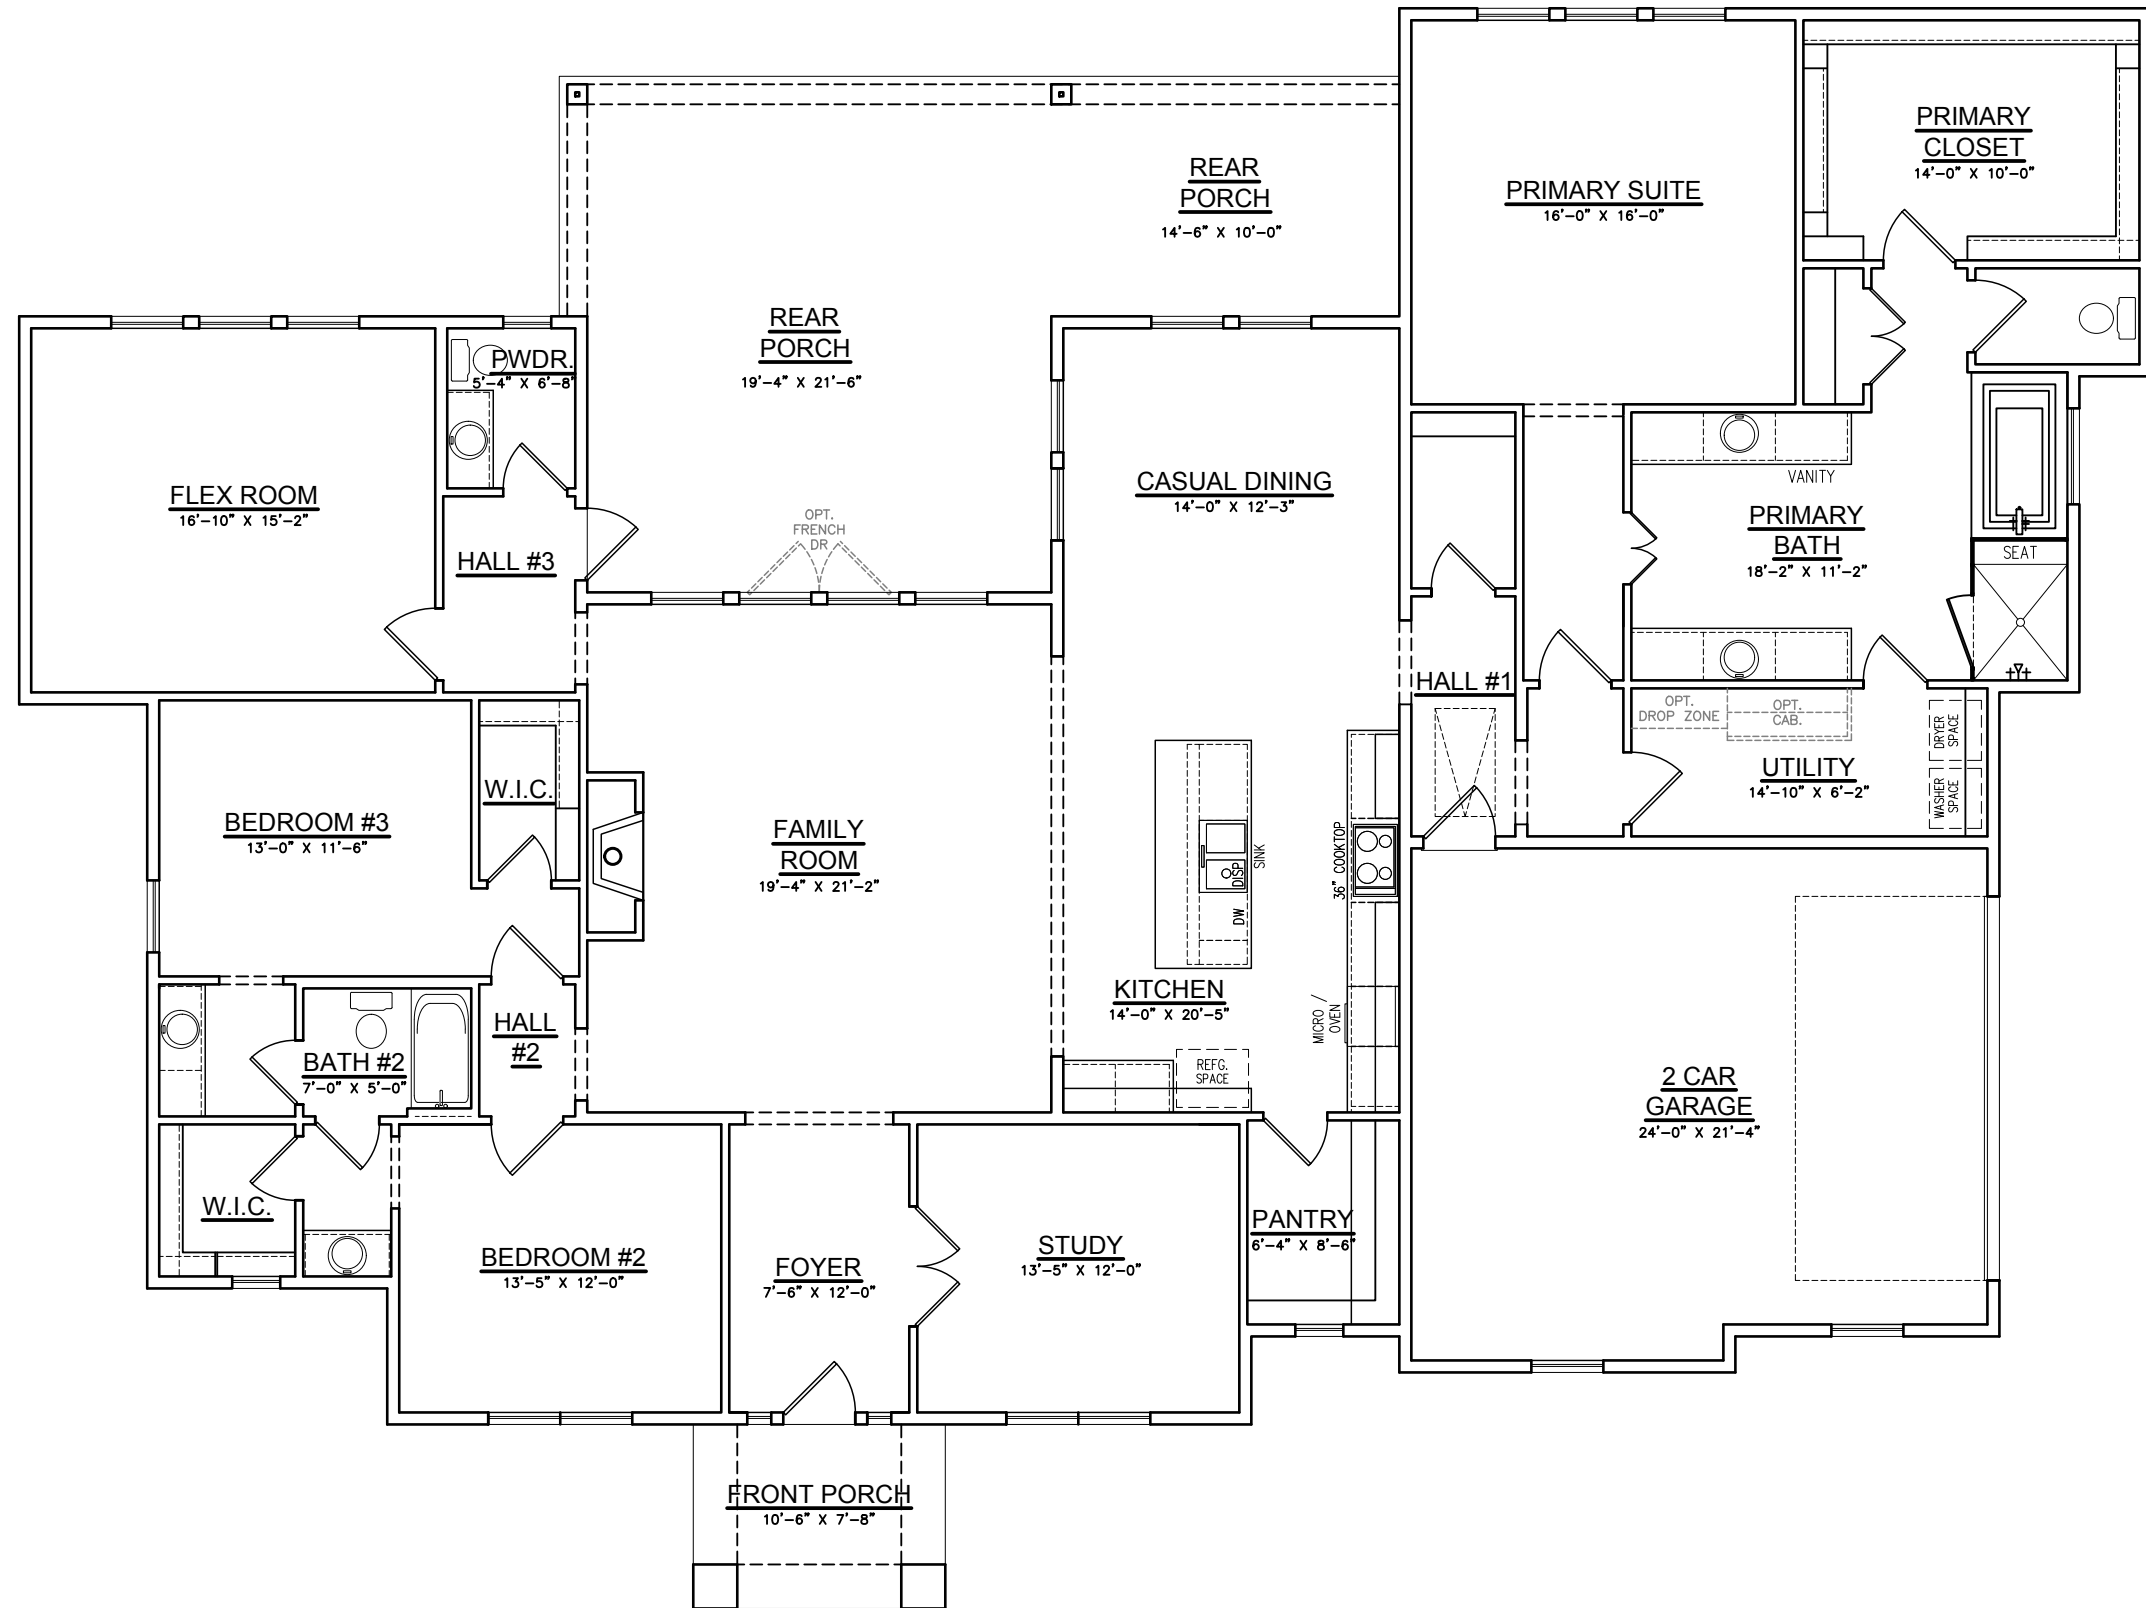 PRIMARY
CLOSET
14'-0" X 10'-0"
REAR
PORCH
14'-6" X 10'-0"
PRIMARY SUITE
16'-0" X 16'-0"
REAR
PORCH
19'-4" X 21'-6"
PWDR.
5'-4" X 6'-8"
FLEX ROOM
16'-10" X 15'-2"
CASUAL DINING
14'-0" X 12'-3"
VANITY
PRIMARY
BATH
18'-2" X 11'-2"
SEAT
OPT.
FRENCH
DR
HALL #3
HALL #1
OPT.
DROP ZONE
OPT.
CAB.
DRYER
SPACE
WASHER
SPACE
UTILITY
14'-10" X 6'-2"
W.I.C.
BEDROOM #3
13'-0" X 11'-6"
FAMILY
ROOM
19'-4" X 21'-2"
SINK
DISP
DW
36" COOKTOP
KITCHEN
14'-0" X 20'-5"
MICRO /
OVEN
REFG.
SPACE
HALL
#2
BATH #2
7'-0" X 5'-0"
2 CAR
GARAGE
24'-0" X 21'-4"
W.I.C.
BEDROOM #2
13'-5" X 12'-0"
FOYER
7'-6" X 12'-0"
STUDY
13'-5" X 12'-0"
PANTRY
6'-4" X 8'-6"
FRONT PORCH
10'-6" X 7'-8"